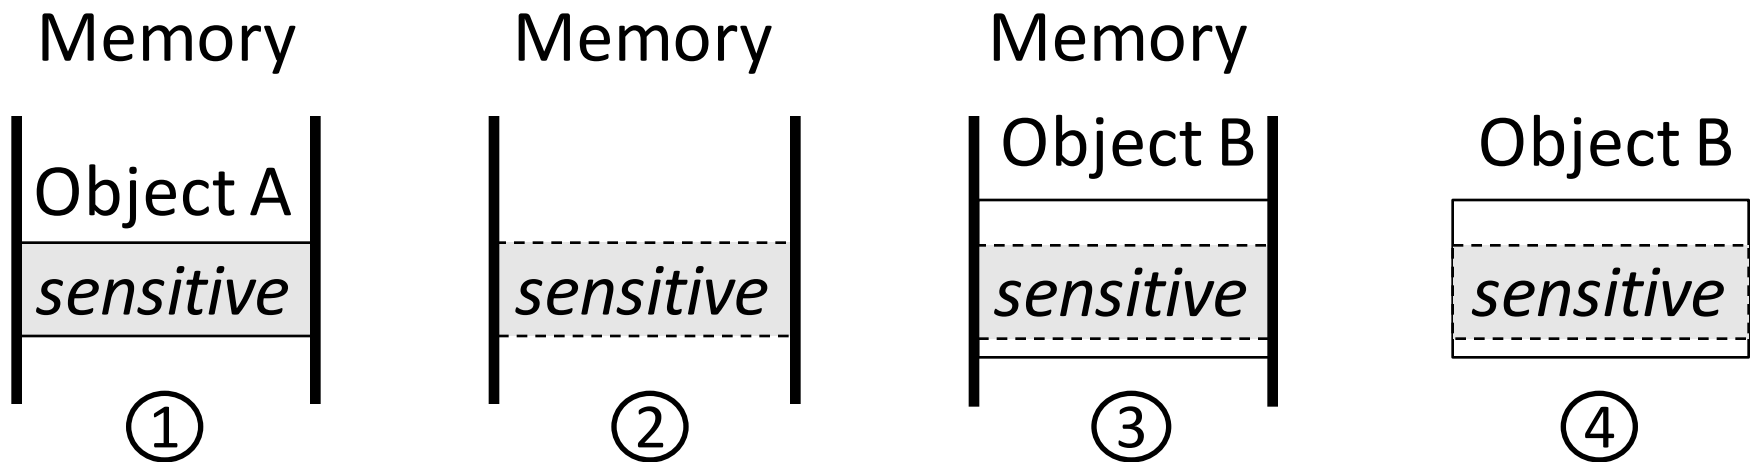 Memory
Object A
sensitive
1
Memory
sensitive
2
Memory
Object B
sensitive
3
Object B
sensitive
4